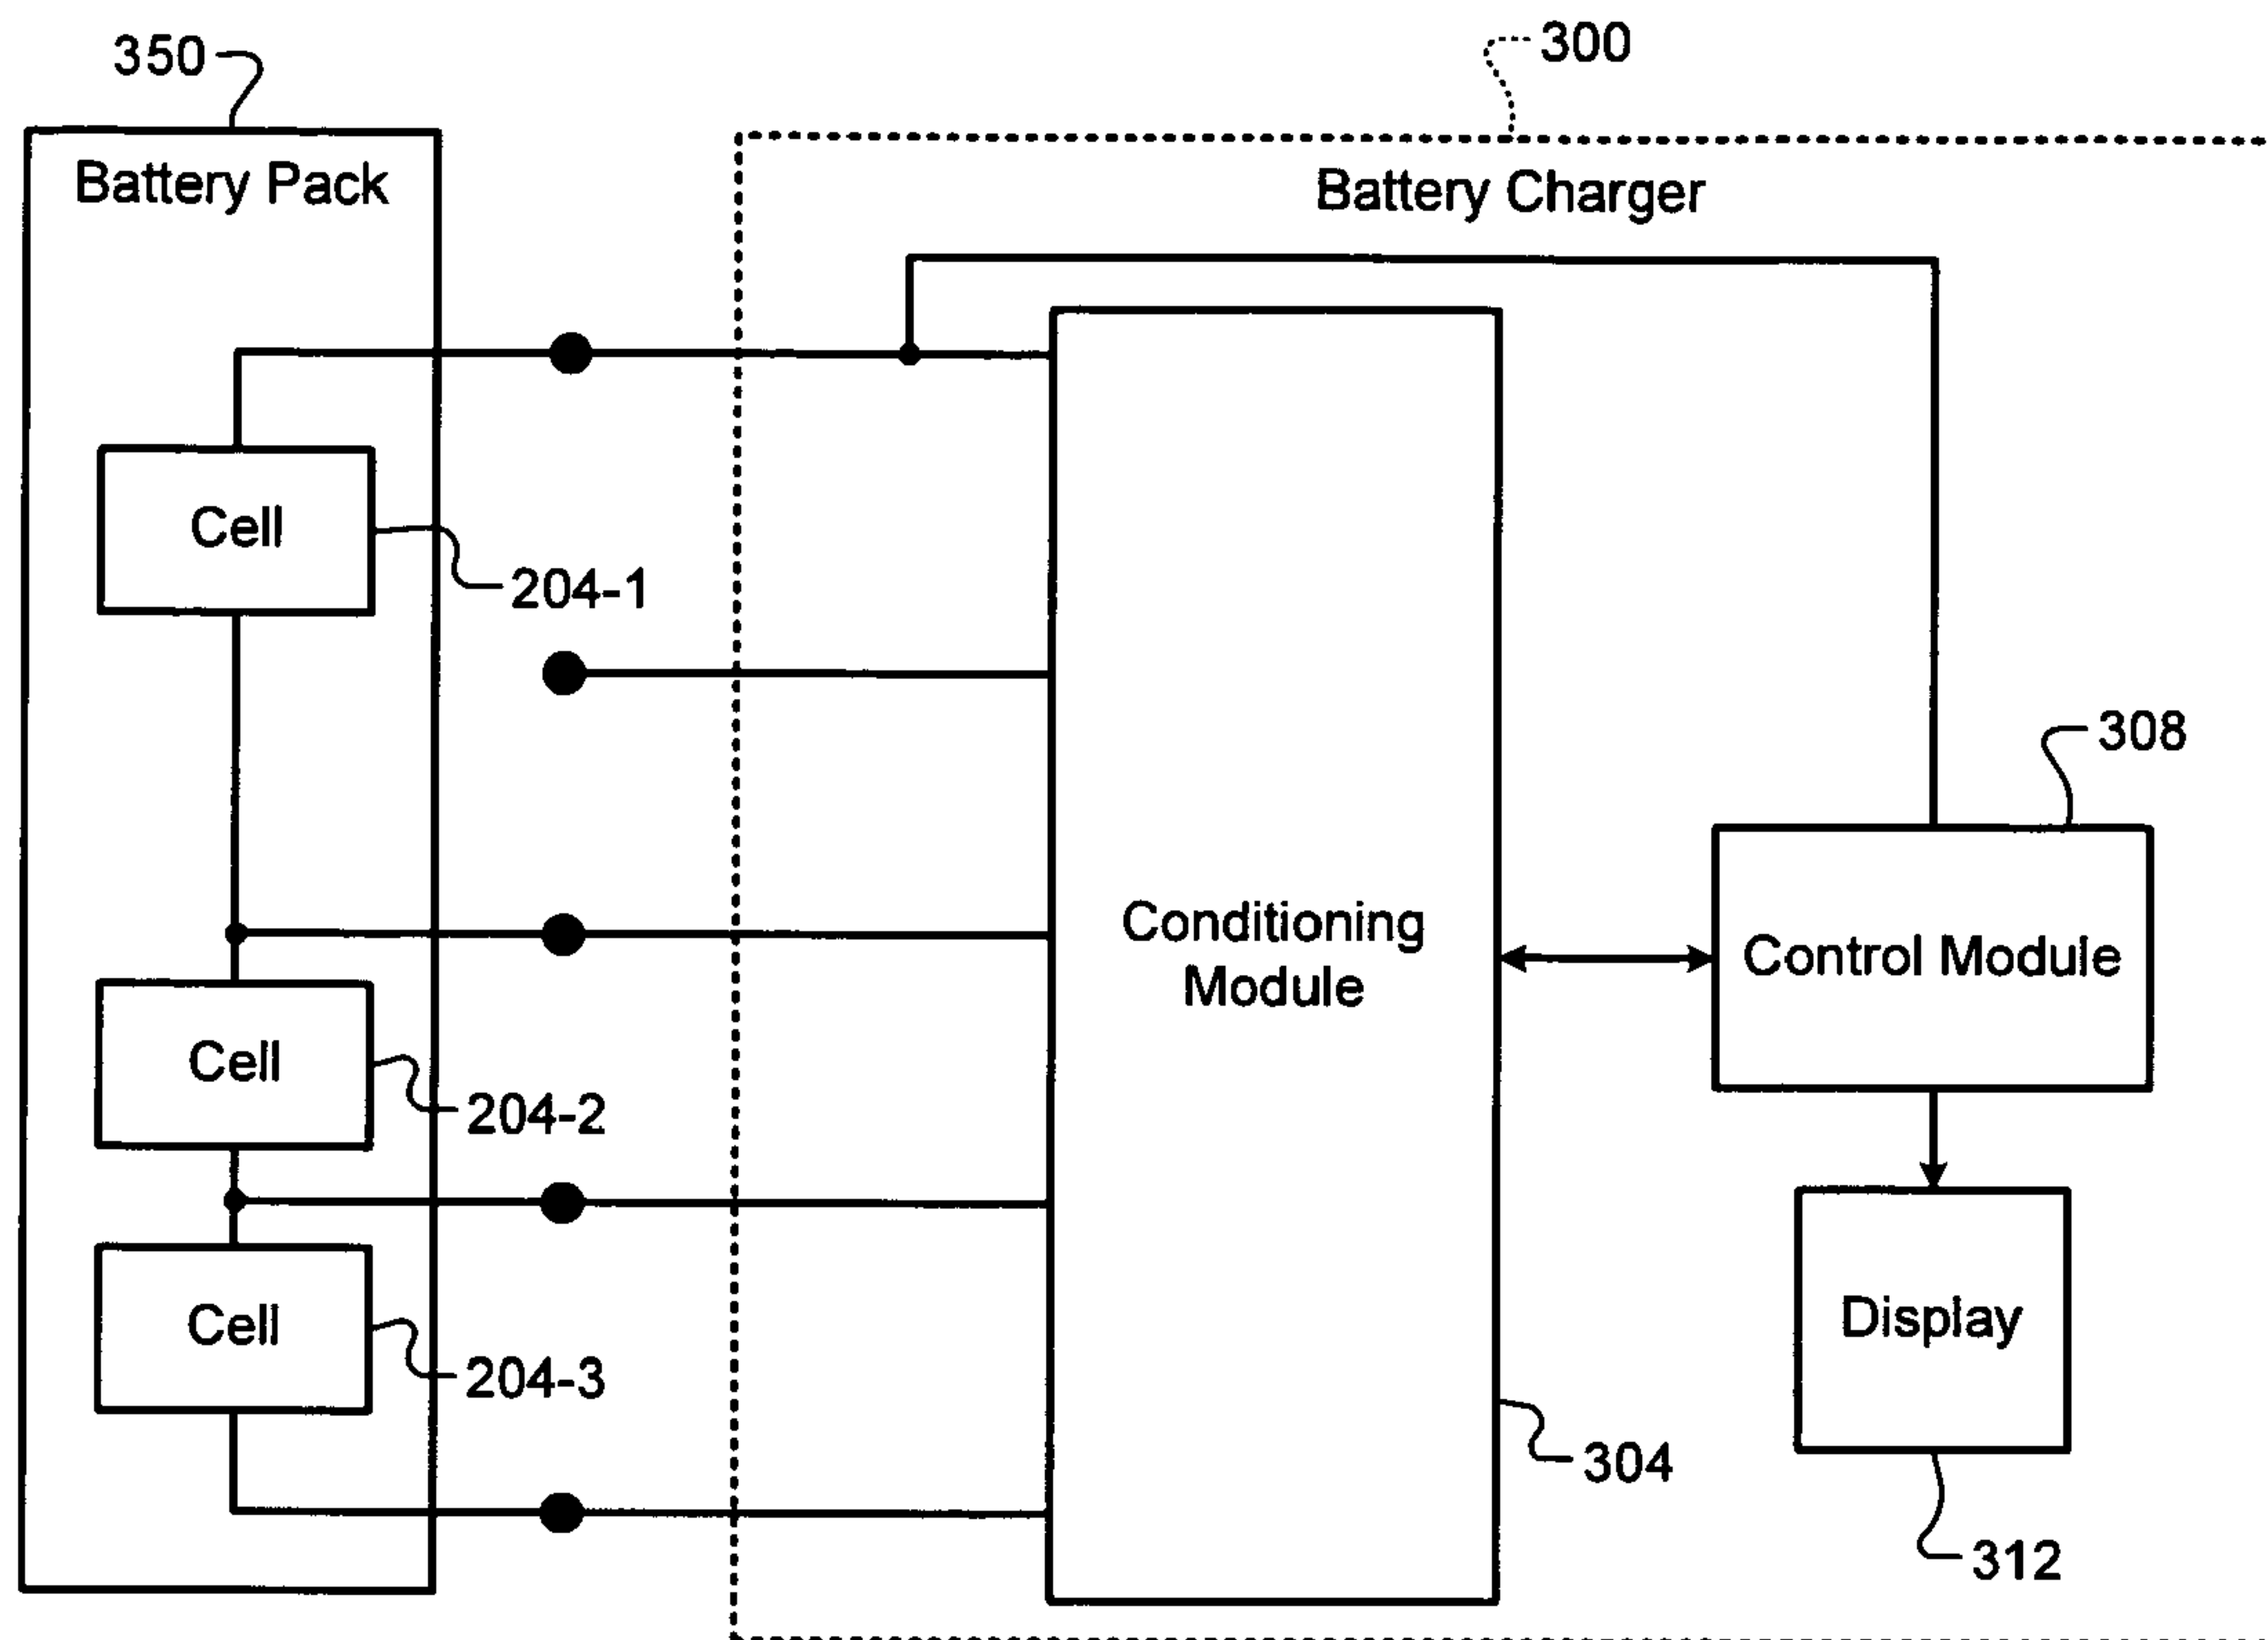 350
300
Battery Pack
Battery Charger
Cell
204-1
308
Conditioning
Module
Control Module
Cell
204-2
Cell
204-3
Display
304
312